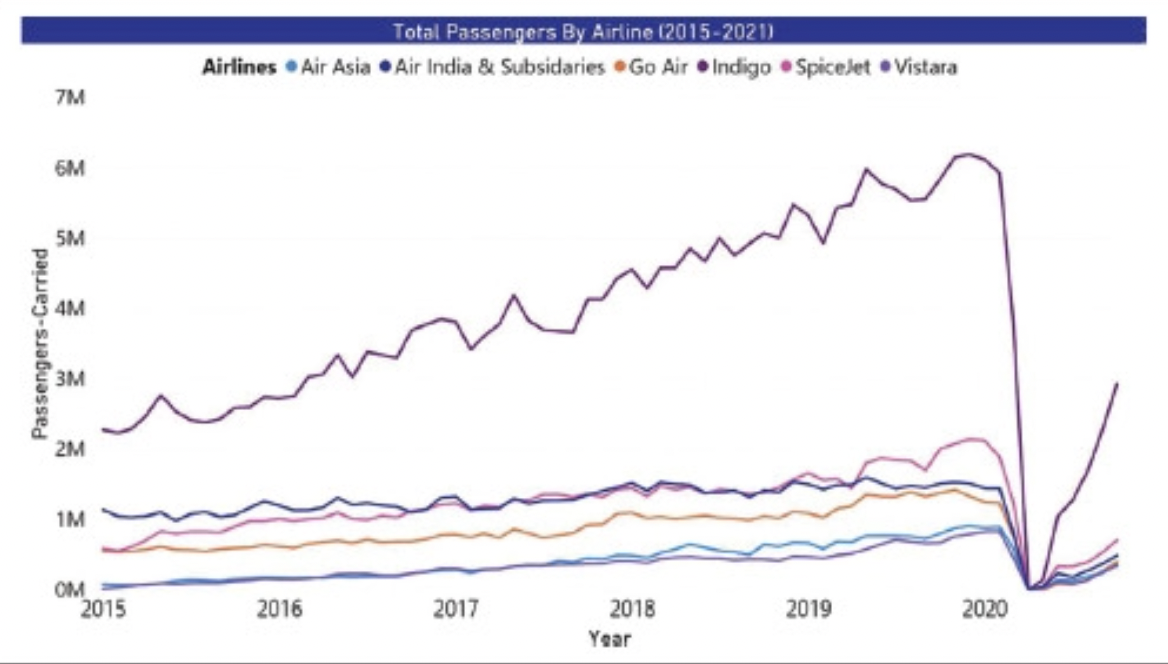 Total Passengers By Airline (2015-2021)
Airlines Air Asia Air India & Subsidaries Go Air Indigo SpiceJet Vistara
7M
6M
5M
4M
3M
2M
1M
0M
Passengers-Carried
2015 2016 2017 2018 2019 2020
Year